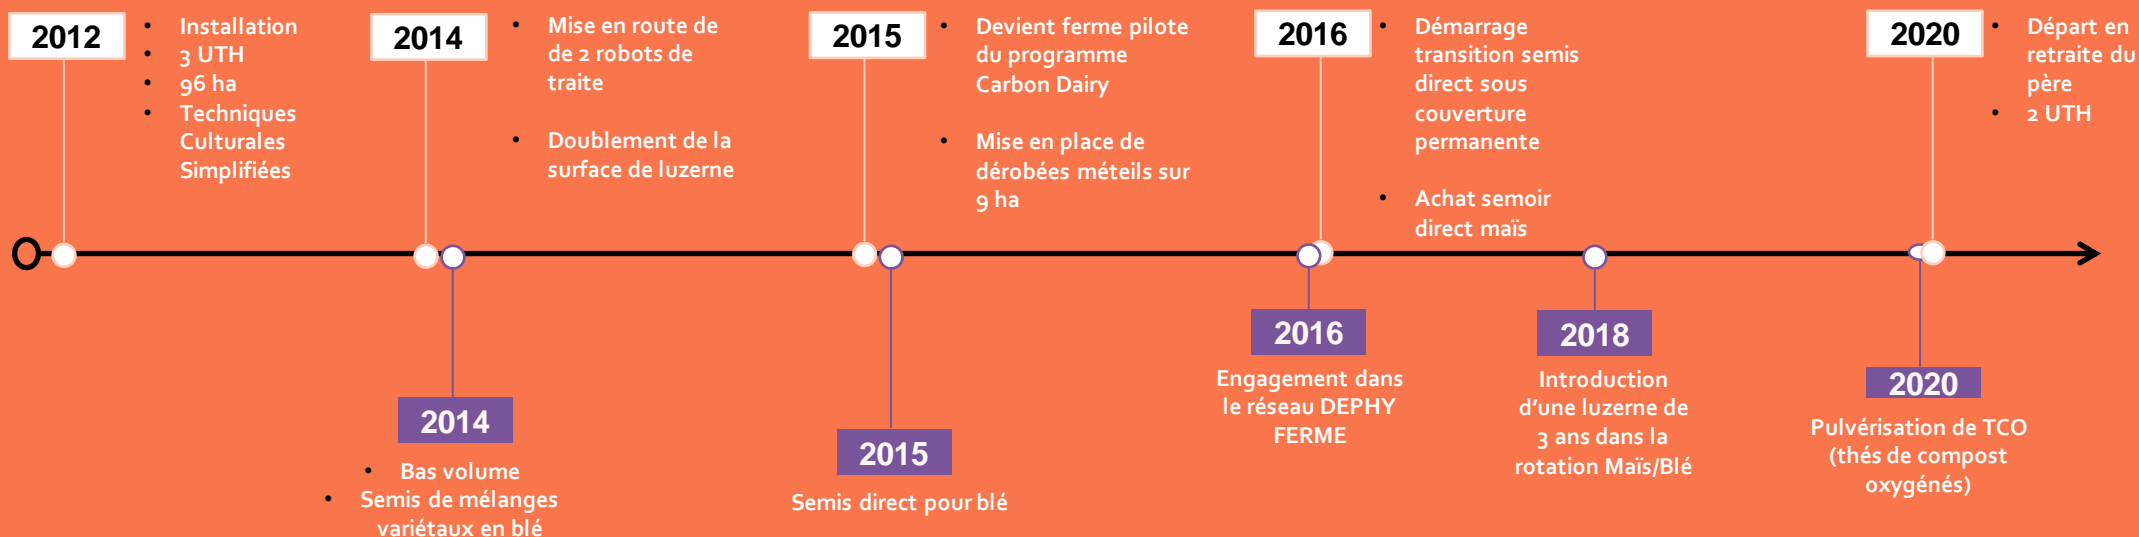 2012
• Installation
• 3 UTH
• 96 ha
• Techniques
Culturales
Simplifiées
2014
• Mise en route de
de 2 robots de
traite
• Doublement de la
surface de luzerne
2015
• Devient ferme pilote
du programme
Carbon Dairy
• Mise en place de
dérobées méteils sur
9 ha
2016
• Démarrage
transition semis
direct sous
couverture
permanente
• Achat semoir
direct maïs
2020
• Départ en
retraite du
père
• 2 UTH
2014
• Bas volume
• Semis de mélanges
variétaux en blé
2015
Semis direct pour blé
2016
Engagement dans
le réseau DEPHY
FERME
2018
Introduction
d’une luzerne de
3 ans dans la
rotation Maïs/Blé
2020
Pulvérisation de TCO
(thés de compost
oxygénés)